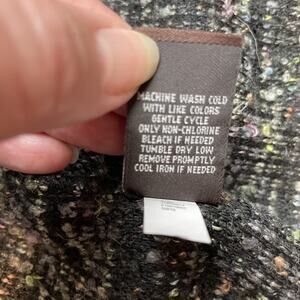 MACHINE WASH COLD
WITH LIKE COLORS
GENTLE CYCLE
ONLY NON-CHLORINE
BLEACH IF NEEDED
TUMBLE DRY LOW
REMOVE PROMPTLY
COOL IRON IF NEEDED